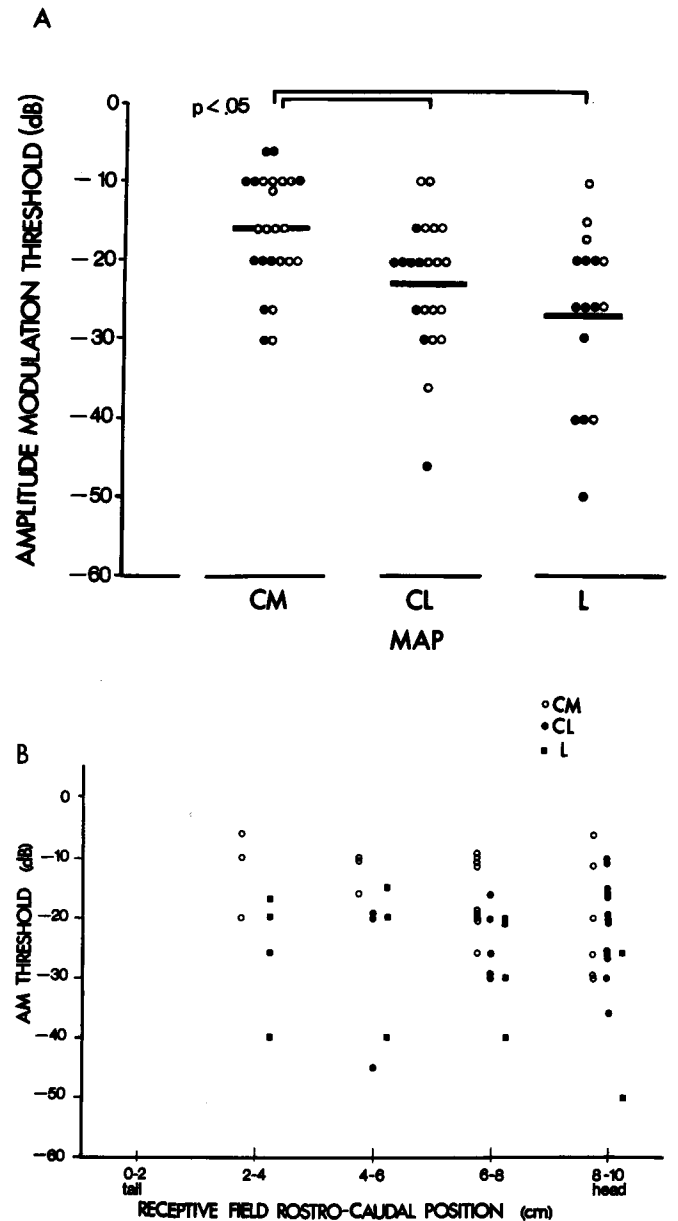 A
AMPLITUDE MODULATION THRESHOLD (dB)
0
p < .05
−10
−20
−30
−40
−50
−60
CM CL L
MAP
CM
CL
L
B
AM THRESHOLD (dB)
0
−10
−20
−30
−40
−50
−60
0-2 2-4 4-6 6-8 8-10
tail head
RECEPTIVE FIELD ROSTRO-CAUDAL POSITION (cm)